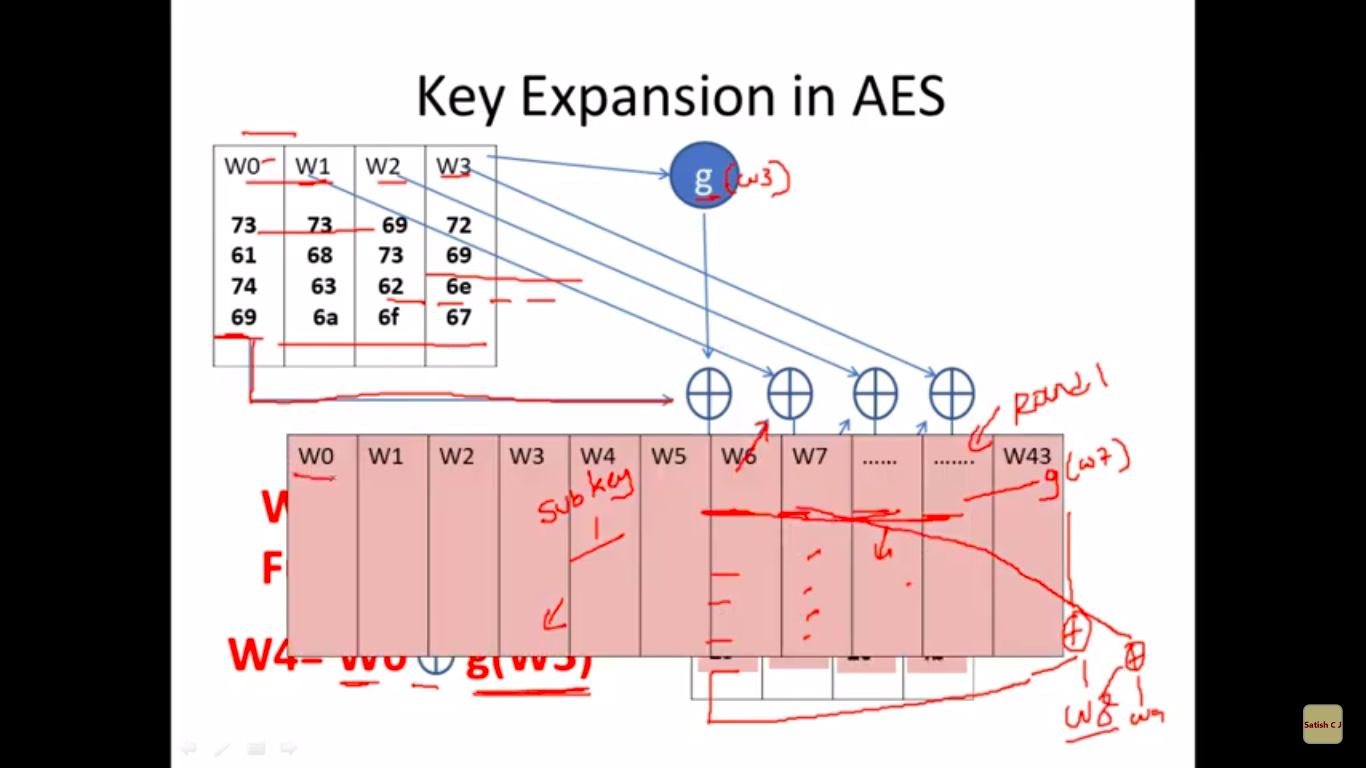 Key Expansion in AES
W0 W1 W2 W3
g (w3)
73 73 69 72
61 68 73 69
74 63 62 6e
69 6a 6f 67
Round 1
W0 W1 W2 W3 W4 W5 W6 W7 ...... ....... W43
g(w7)
Sub key
1
W4= W0 ⊕ g(W3)
w8 w9
Satish C J